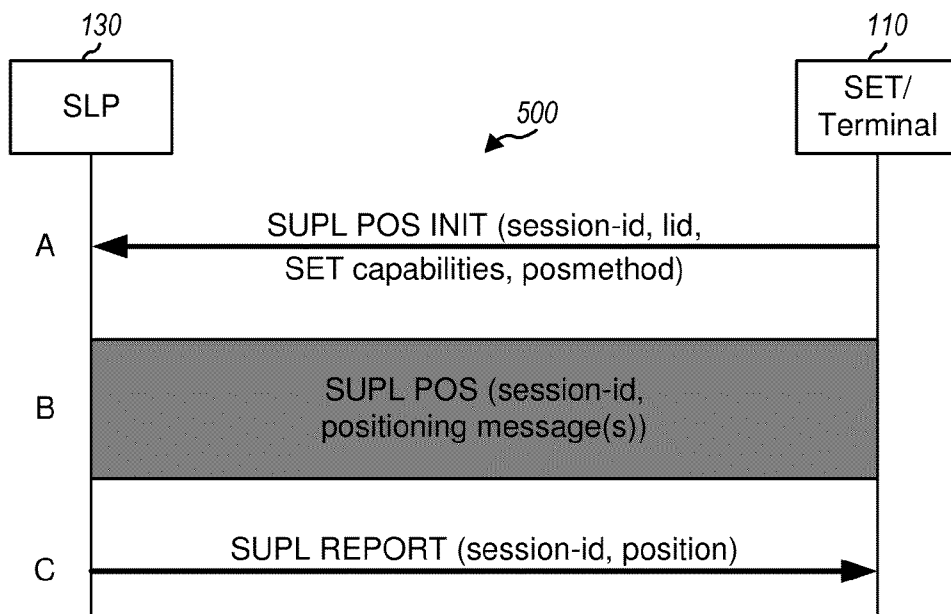 130
110
SLP
SET/
Terminal
500
A
SUPL POS INIT (session-id, lid,
SET capabilities, posmethod)
B
SUPL POS (session-id,
positioning message(s))
C
SUPL REPORT (session-id, position)